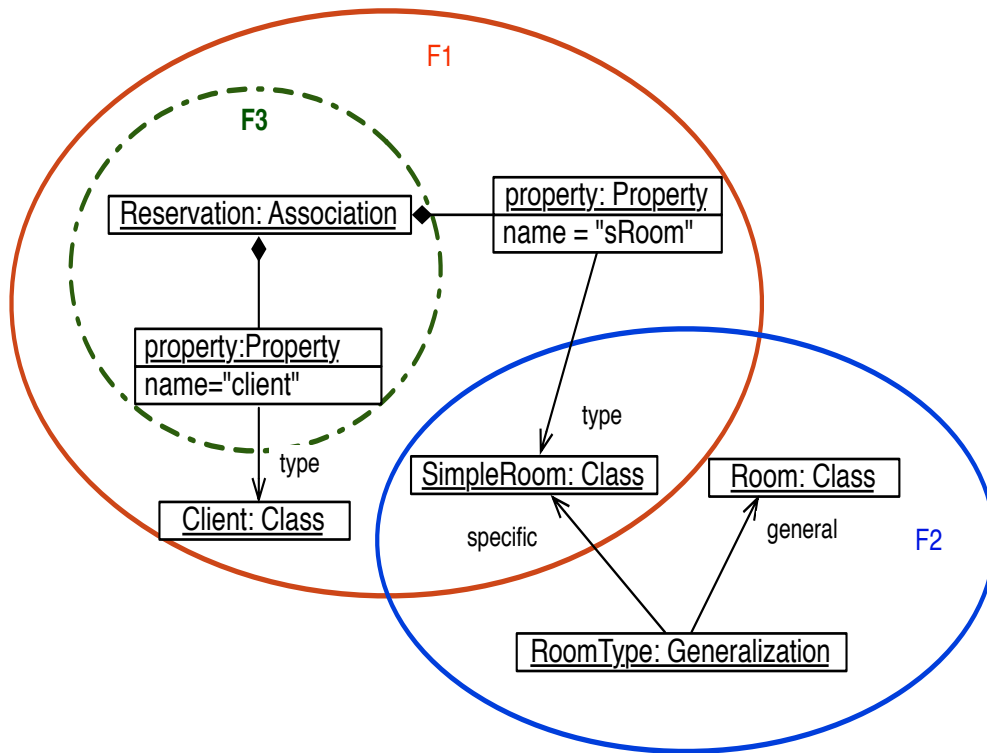 F1
F3
Reservation: Association
property: Property
name = "sRoom"
property:Property
name="client"
type
type
Client: Class
SimpleRoom: Class
Room: Class
specific
general
F2
RoomType: Generalization